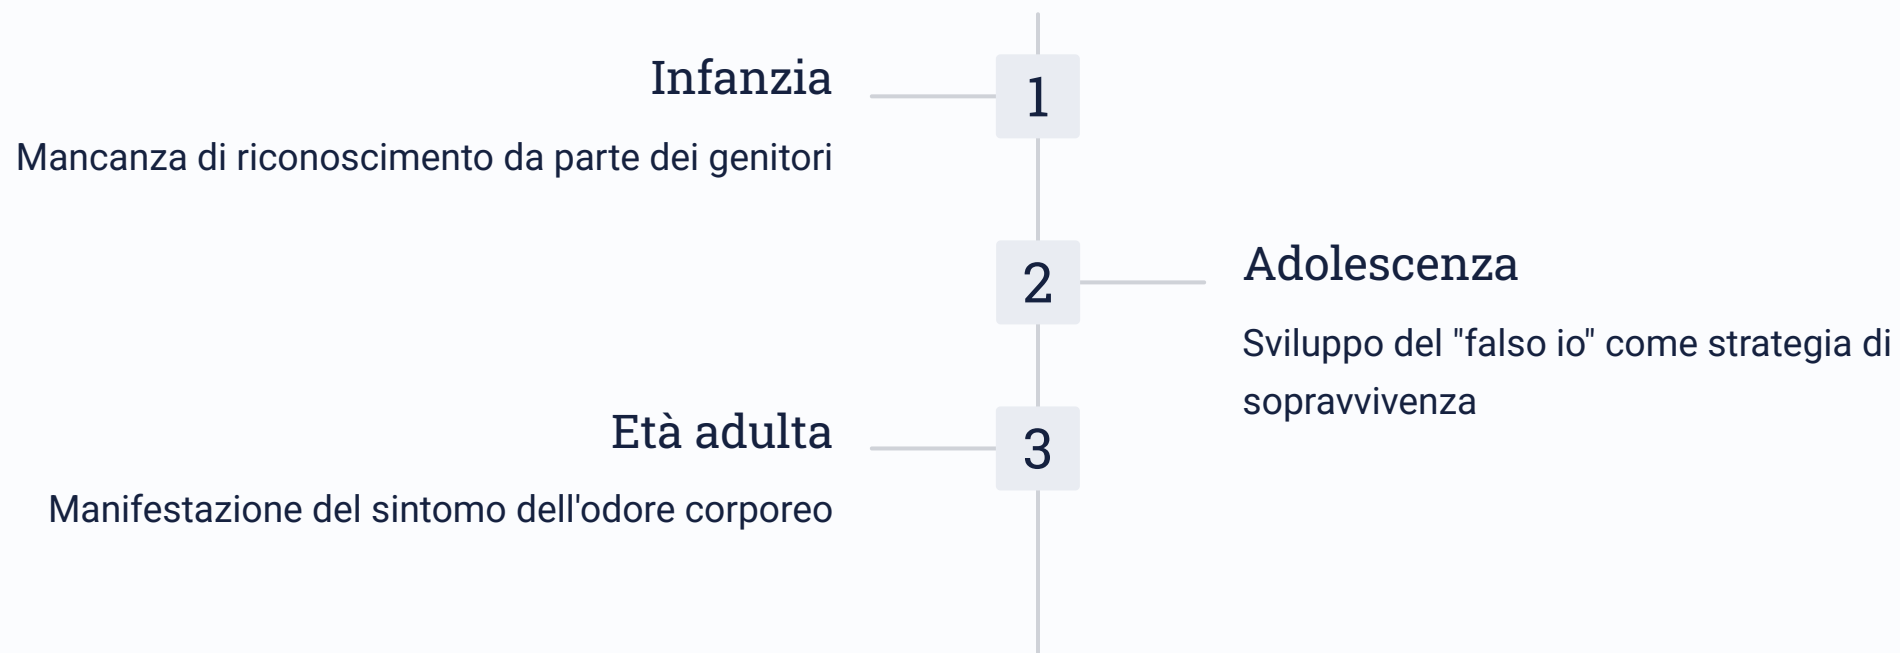 Infanzia
1
Mancanza di riconoscimento da parte dei genitori
2
Adolescenza
Sviluppo del "falso io" come strategia di
sopravvivenza
Età adulta
3
Manifestazione del sintomo dell'odore corporeo